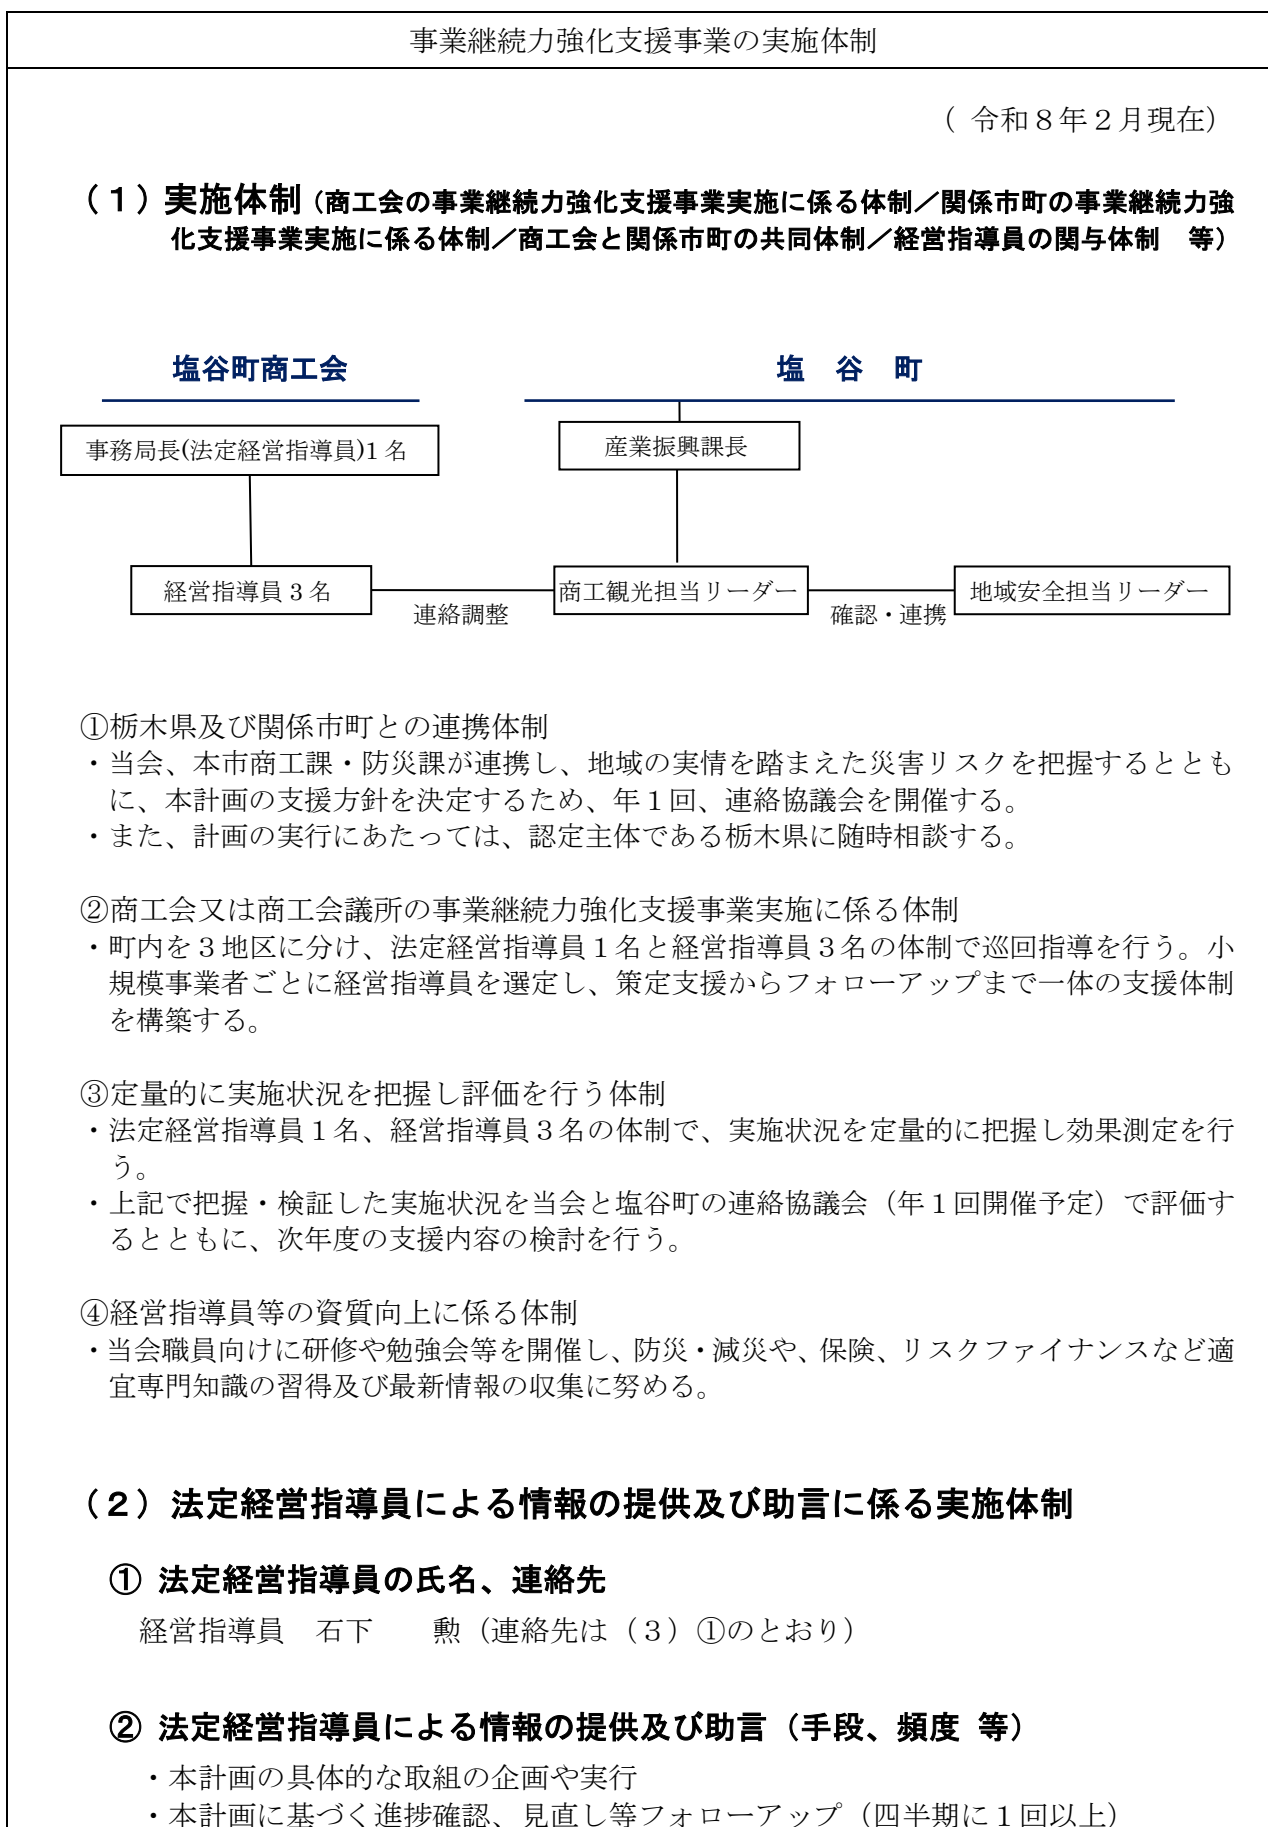 事業継続力強化支援事業の実施体制
（ 令和８年２月現在）
（１）実施体制（商工会の事業継続力強化支援事業実施に係る体制／関係市町の事業継続力強
化支援事業実施に係る体制／商工会と関係市町の共同体制／経営指導員の関与体制　等）
塩谷町商工会
塩　谷　町
事務局長(法定経営指導員)1 名
産業振興課長
経営指導員 3 名
商工観光担当リーダー
地域安全担当リーダー
連絡調整
確認・連携
①栃木県及び関係市町との連携体制
・当会、本市商工課・防災課が連携し、地域の実情を踏まえた災害リスクを把握するととも
に、本計画の支援方針を決定するため、年１回、連絡協議会を開催する。
・また、計画の実行にあたっては、認定主体である栃木県に随時相談する。
②商工会又は商工会議所の事業継続力強化支援事業実施に係る体制
・町内を３地区に分け、法定経営指導員１名と経営指導員３名の体制で巡回指導を行う。小
規模事業者ごとに経営指導員を選定し、策定支援からフォローアップまで一体の支援体制
を構築する。
③定量的に実施状況を把握し評価を行う体制
・法定経営指導員１名、経営指導員３名の体制で、実施状況を定量的に把握し効果測定を行
う。
・上記で把握・検証した実施状況を当会と塩谷町の連絡協議会（年１回開催予定）で評価す
るとともに、次年度の支援内容の検討を行う。
④経営指導員等の資質向上に係る体制
・当会職員向けに研修や勉強会等を開催し、防災・減災や、保険、リスクファイナンスなど適
宜専門知識の習得及び最新情報の収集に努める。
（２）法定経営指導員による情報の提供及び助言に係る実施体制
① 法定経営指導員の氏名、連絡先
経営指導員　石下　　勲（連絡先は（３）①のとおり）
② 法定経営指導員による情報の提供及び助言（手段、頻度 等）
・本計画の具体的な取組の企画や実行
・本計画に基づく進捗確認、見直し等フォローアップ（四半期に１回以上）